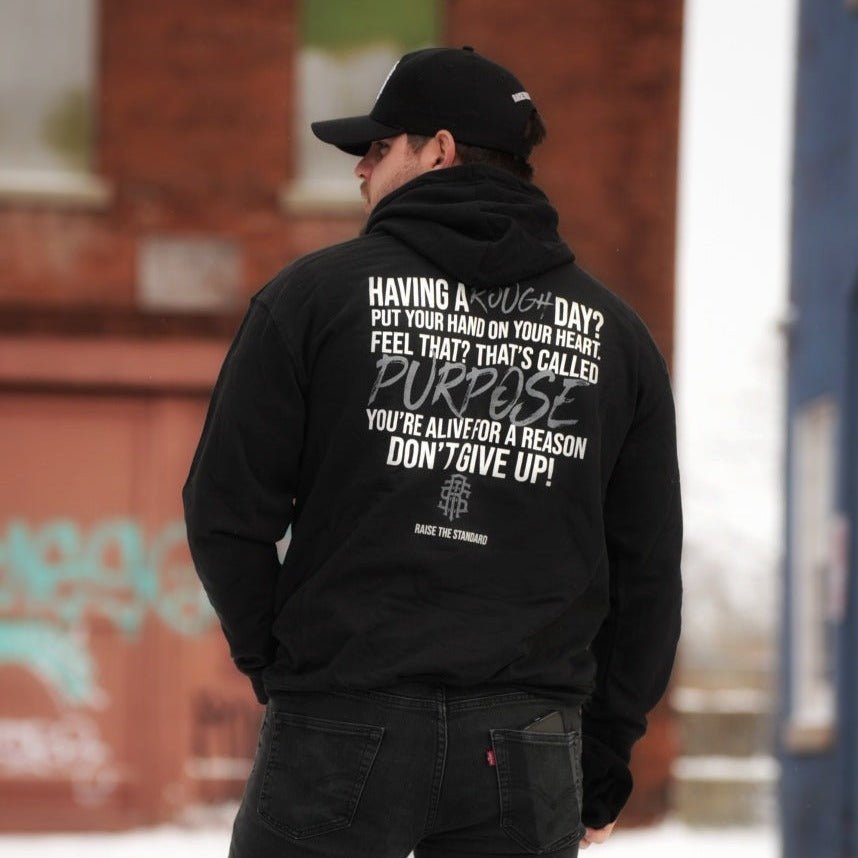 HAVING A ROUGH DAY?
PUT YOUR HAND ON YOUR HEART.
FEEL THAT? THAT'S CALLED
PURPOSE
YOU'RE ALIVE FOR A REASON
DON'T GIVE UP!
RAISE THE STANDARD